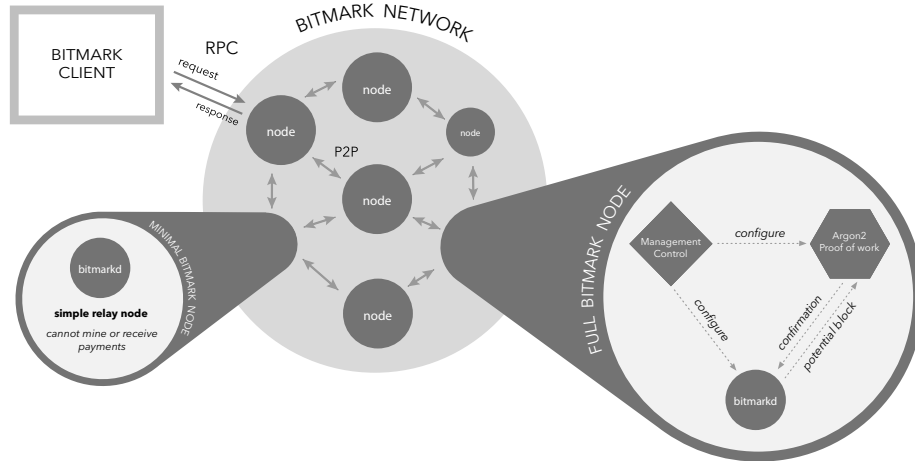 BITMARK NETWORK
BITMARK
CLIENT
RPC
request
response
node
node
node
P2P
node
node
MINIMAL BITMARK NODE
bitmarkd
simple relay node
cannot mine or receive
payments
FULL BITMARK NODE
Management
Control
configure
Argon2
Proof of work
configure
confirmation
potential block
bitmarkd